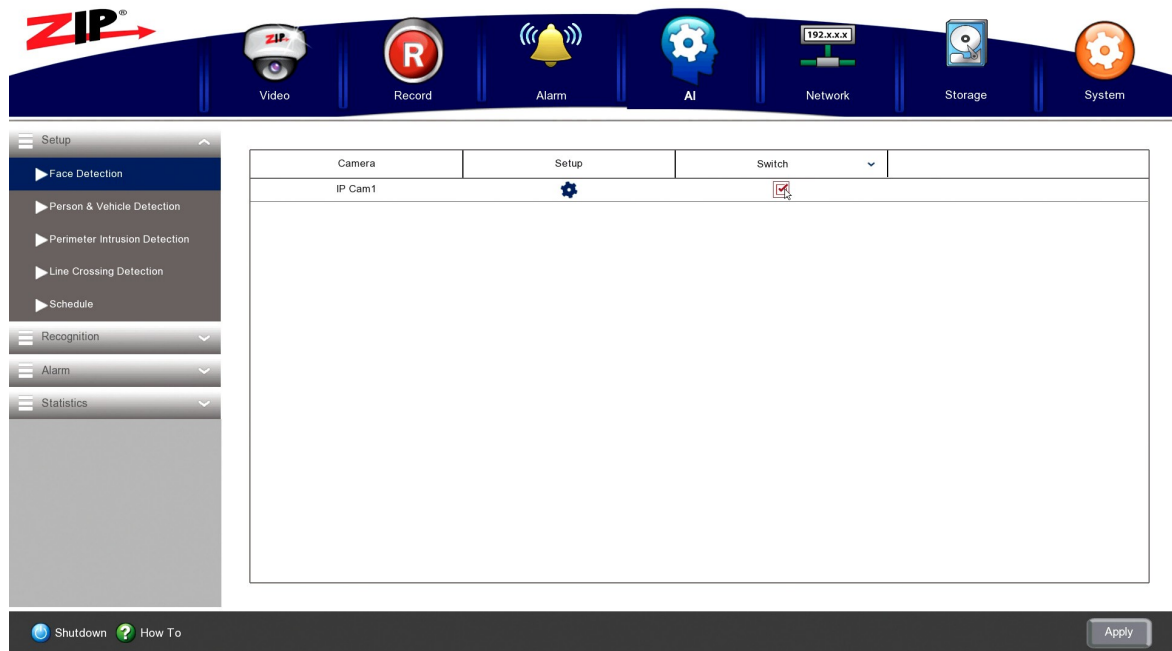 ZIP®
ZIP
R
192.x.x.x
Video
Record
Alarm
AI
Network
Storage
System
Setup
Face Detection
Person & Vehicle Detection
Perimeter Intrusion Detection
Line Crossing Detection
Schedule
Recognition
Alarm
Statistics
Camera Setup Switch
IP Cam1
Shutdown How To
Apply